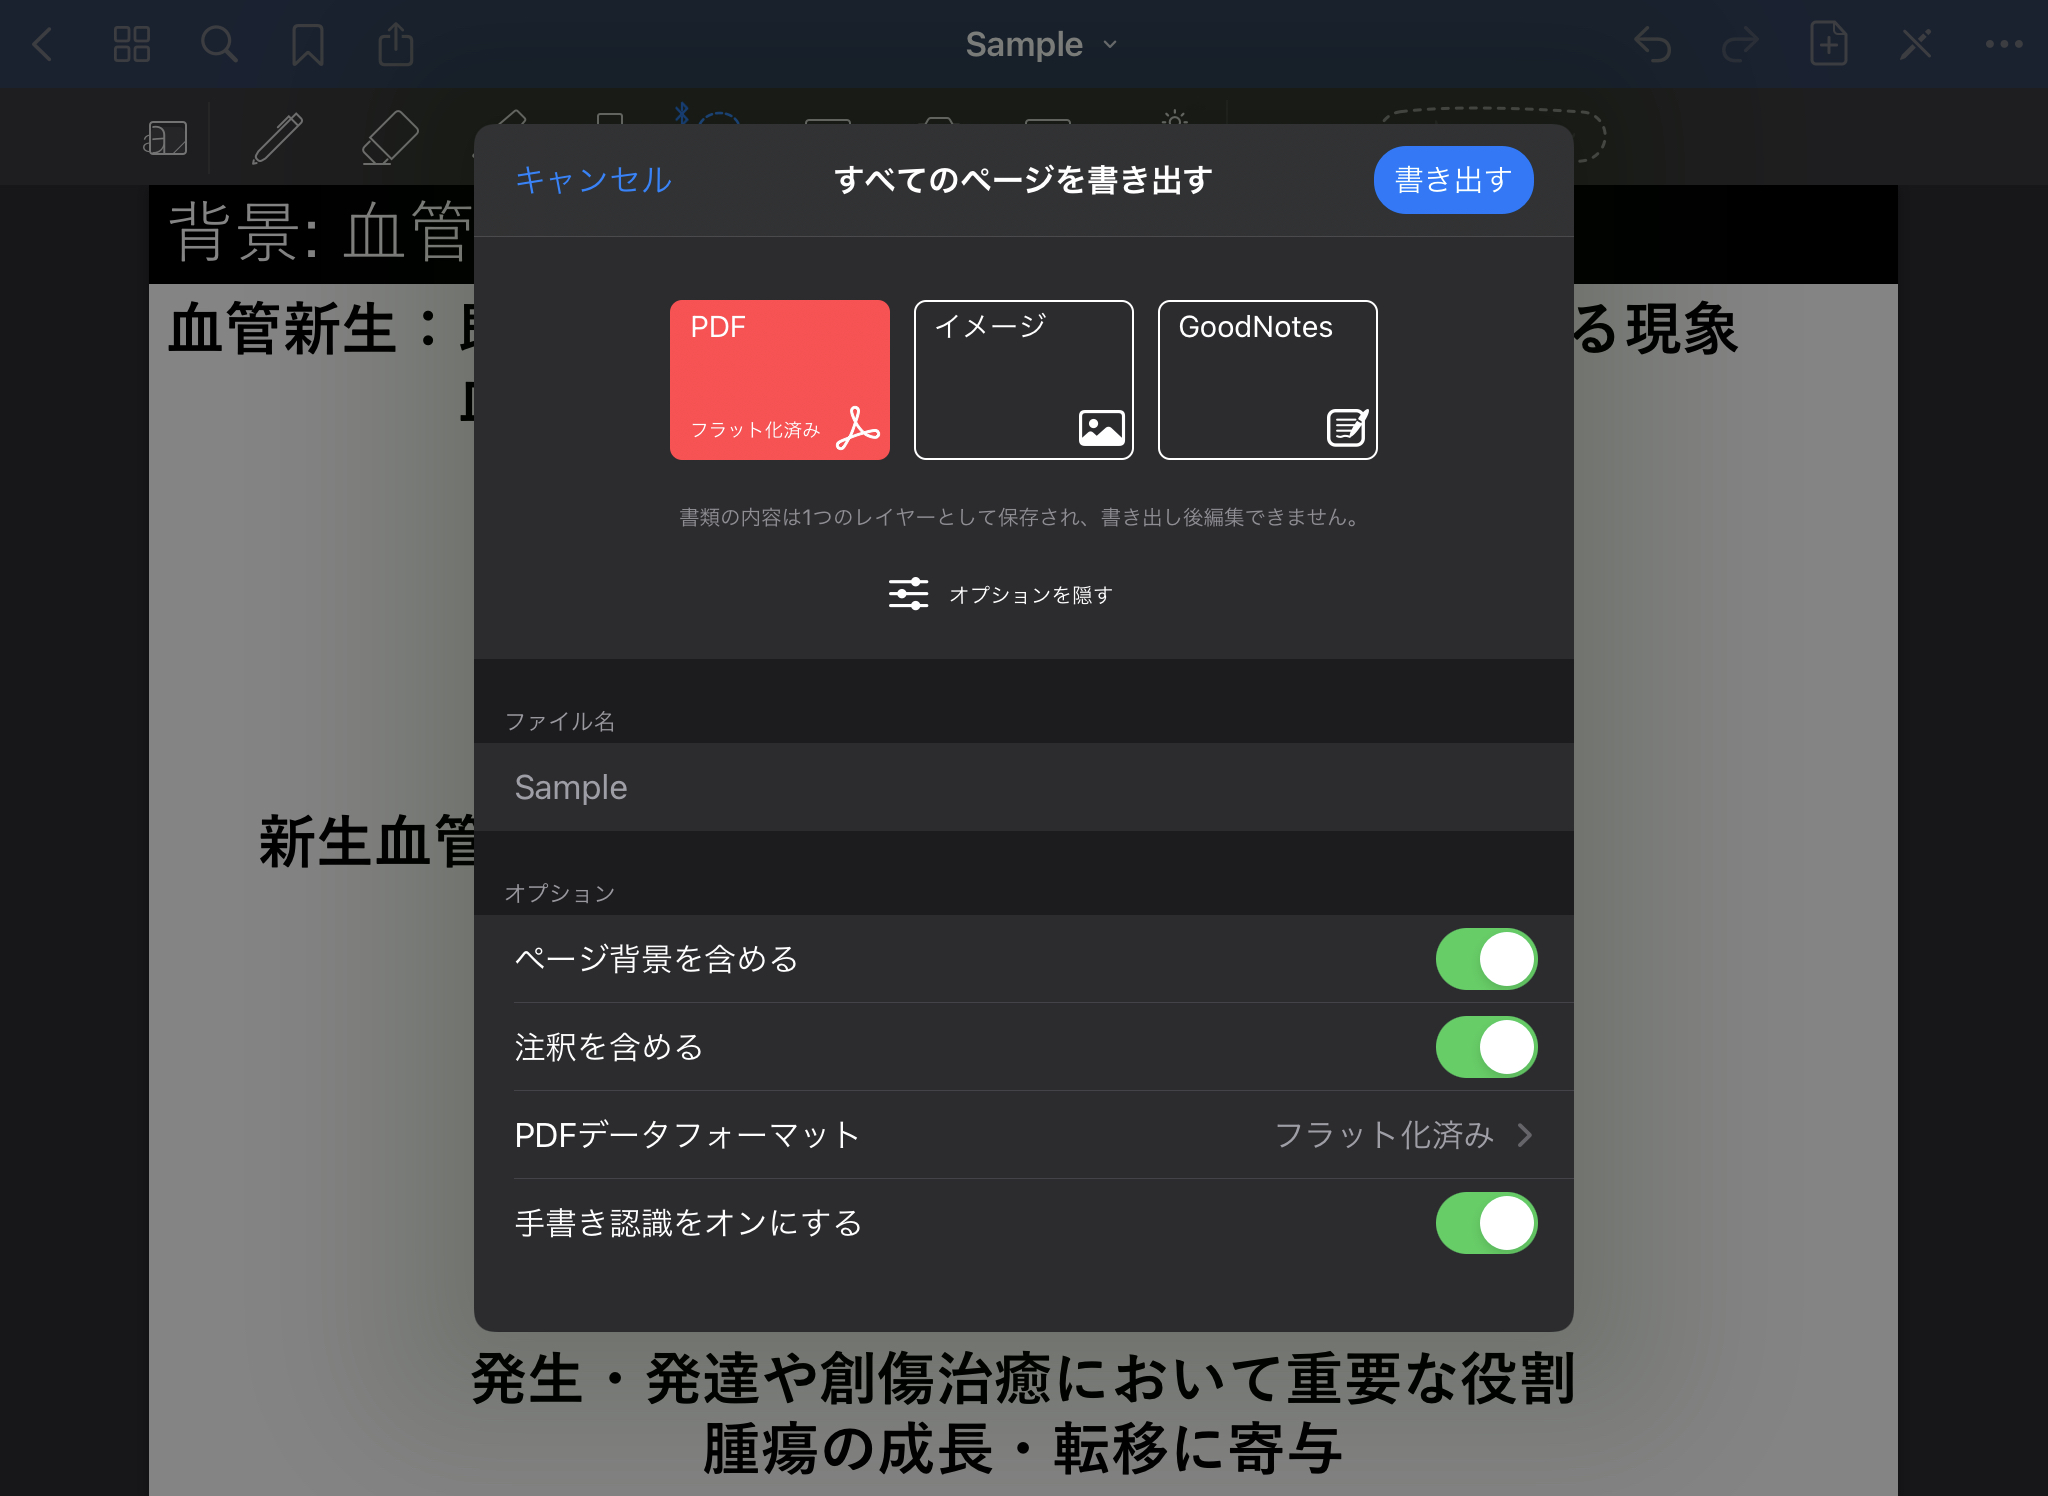 Sample
キャンセル
すべてのページを書き出す
書き出す
背景: 血管
血管新生：
る現象
PDF
フラット化済み
イメージ
GoodNotes
書類の内容は1つのレイヤーとして保存され、書き出し後編集できません。
オプションを隠す
ファイル名
Sample
新生血管
オプション
ページ背景を含める
注釈を含める
PDFデータフォーマット
フラット化済み
手書き認識をオンにする
発生・発達や創傷治癒において重要な役割
腫瘍の成長・転移に寄与